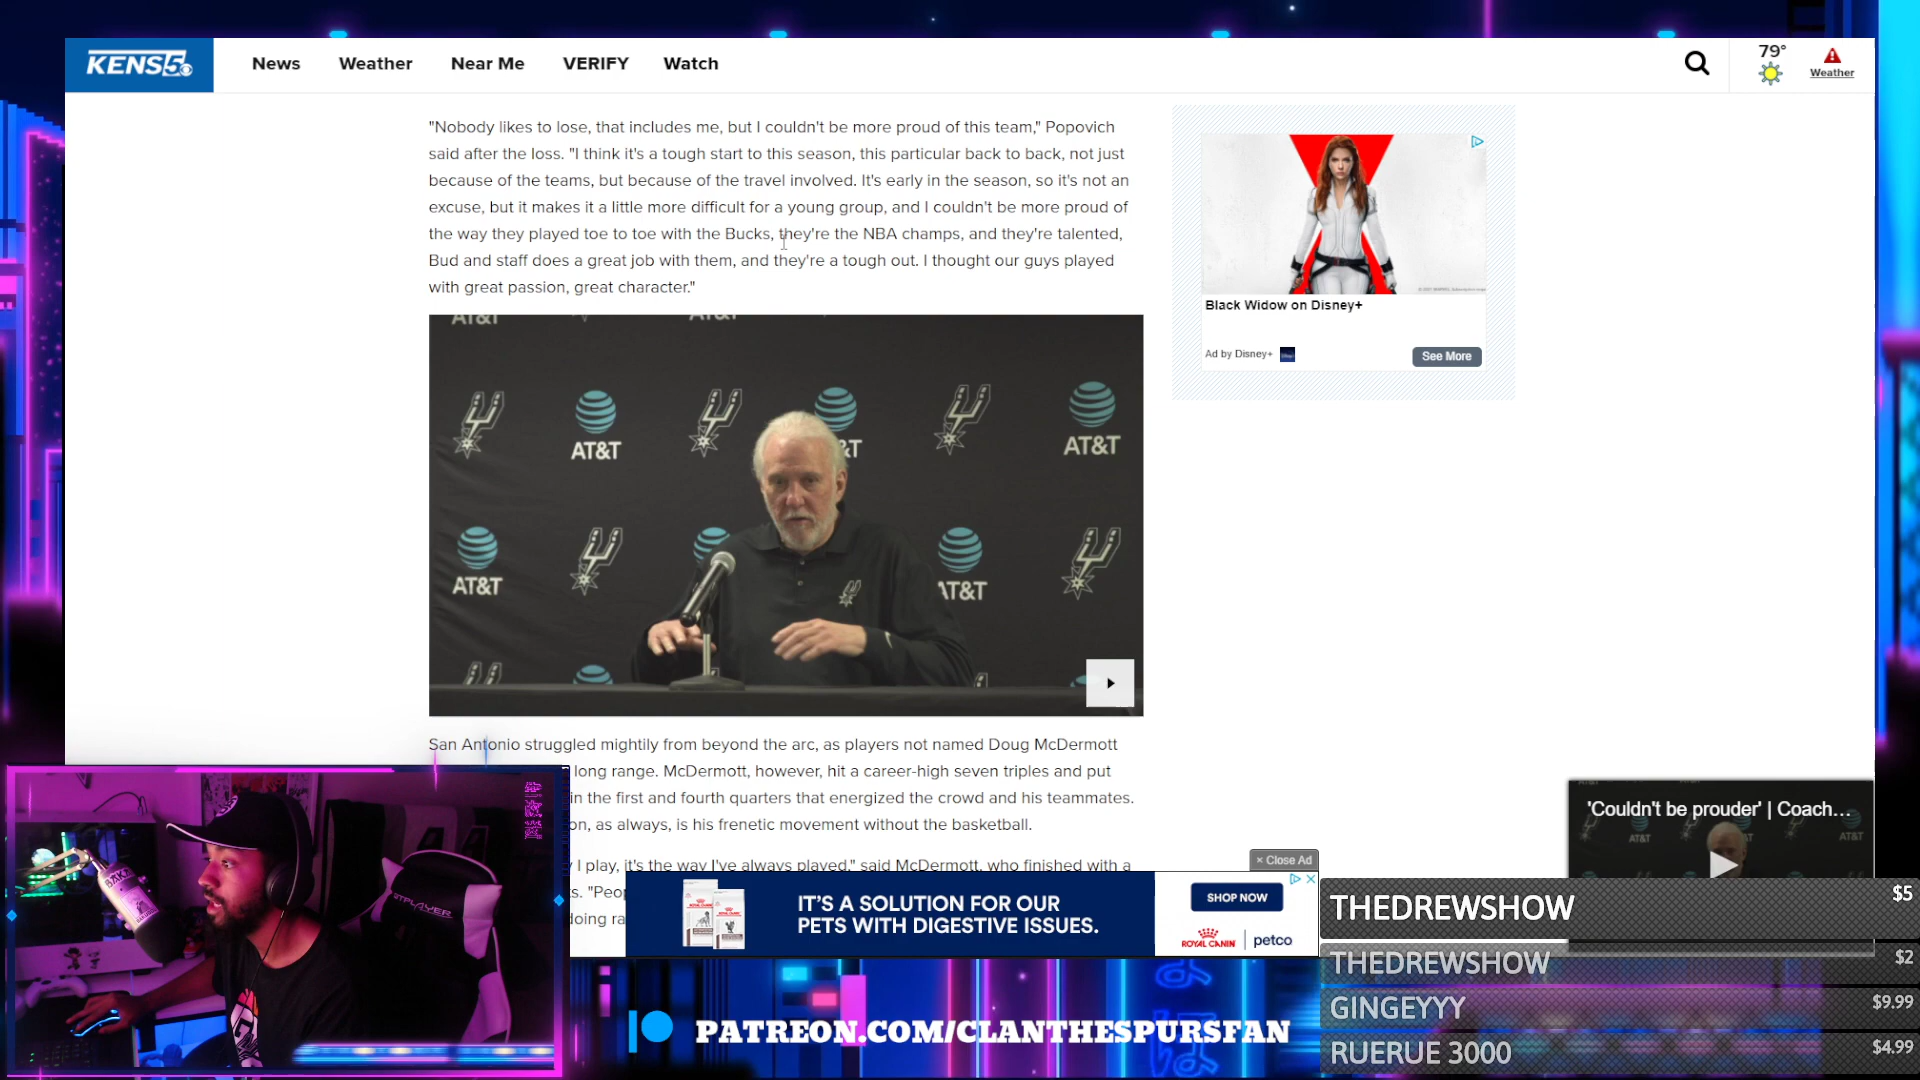 KENS5
News
Weather
Near Me
VERIFY
Watch
79°
Weather
"Nobody likes to lose, that includes me, but I couldn't be more proud of this team," Popovich
said after the loss. "I think it's a tough start to this season, this particular back to back, not just
because of the teams, but because of the travel involved. It's early in the season, so it's not an
excuse, but it makes it a little more difficult for a young group, and I couldn't be more proud of
the way they played toe to toe with the Bucks, they're the NBA champs, and they're talented,
Bud and staff does a great job with them, and they're a tough out. I thought our guys played
with great passion, great character."
Black Widow on Disney+
Ad by Disney+
See More
AT&T AT&T
AT&T &T AT&T
AT&T AT&T
San Antonio struggled mightily from beyond the arc, as players not named Doug McDermott
long range. McDermott, however, hit a career-high seven triples and put
in the first and fourth quarters that energized the crowd and his teammates.
on, as always, is his frenetic movement without the basketball.
I play, it's the way I've always played," said McDermott, who finished with a
s. "Peop
doing ra
'Couldn't be prouder' | Coach...
AT&T AT&T
× Close Ad
IT'S A SOLUTION FOR OUR
PETS WITH DIGESTIVE ISSUES.
SHOP NOW
ROYAL CANIN | petco
GTPLAYER
THEDREWSHOW $5
THEDREWSHOW $2
GINGEYYY $9.99
RUERUE 3000 $4.99
PATREON.COM/CLANTHESPURSFAN